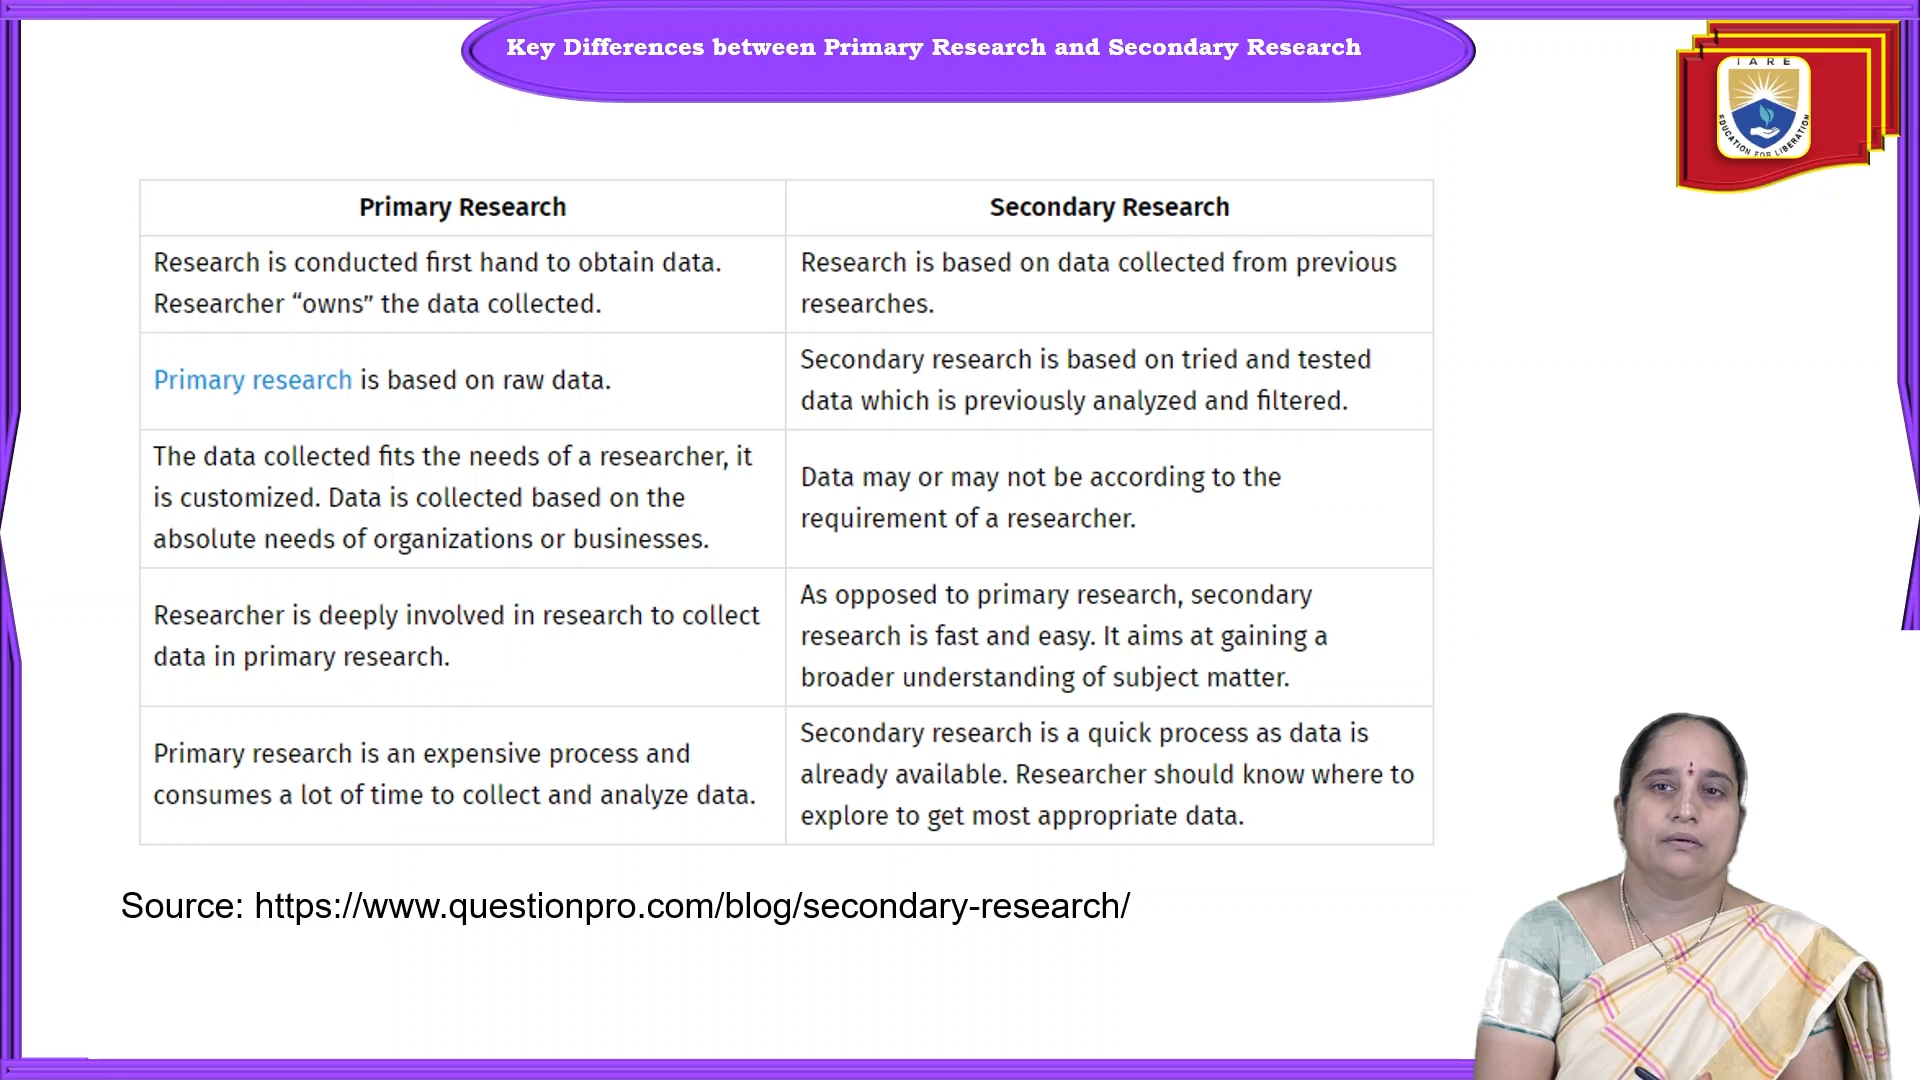 Key Differences between Primary Research and Secondary Research
IARE
EDUCATION FOR LIBERATION
Primary Research
Secondary Research
Research is conducted first hand to obtain data.
Researcher “owns” the data collected.
Research is based on data collected from previous
researches.
Primary research is based on raw data.
Secondary research is based on tried and tested
data which is previously analyzed and filtered.
The data collected fits the needs of a researcher, it
is customized. Data is collected based on the
absolute needs of organizations or businesses.
Data may or may not be according to the
requirement of a researcher.
Researcher is deeply involved in research to collect
data in primary research.
As opposed to primary research, secondary
research is fast and easy. It aims at gaining a
broader understanding of subject matter.
Primary research is an expensive process and
consumes a lot of time to collect and analyze data.
Secondary research is a quick process as data is
already available. Researcher should know where to
explore to get most appropriate data.
Source: https://www.questionpro.com/blog/secondary-research/